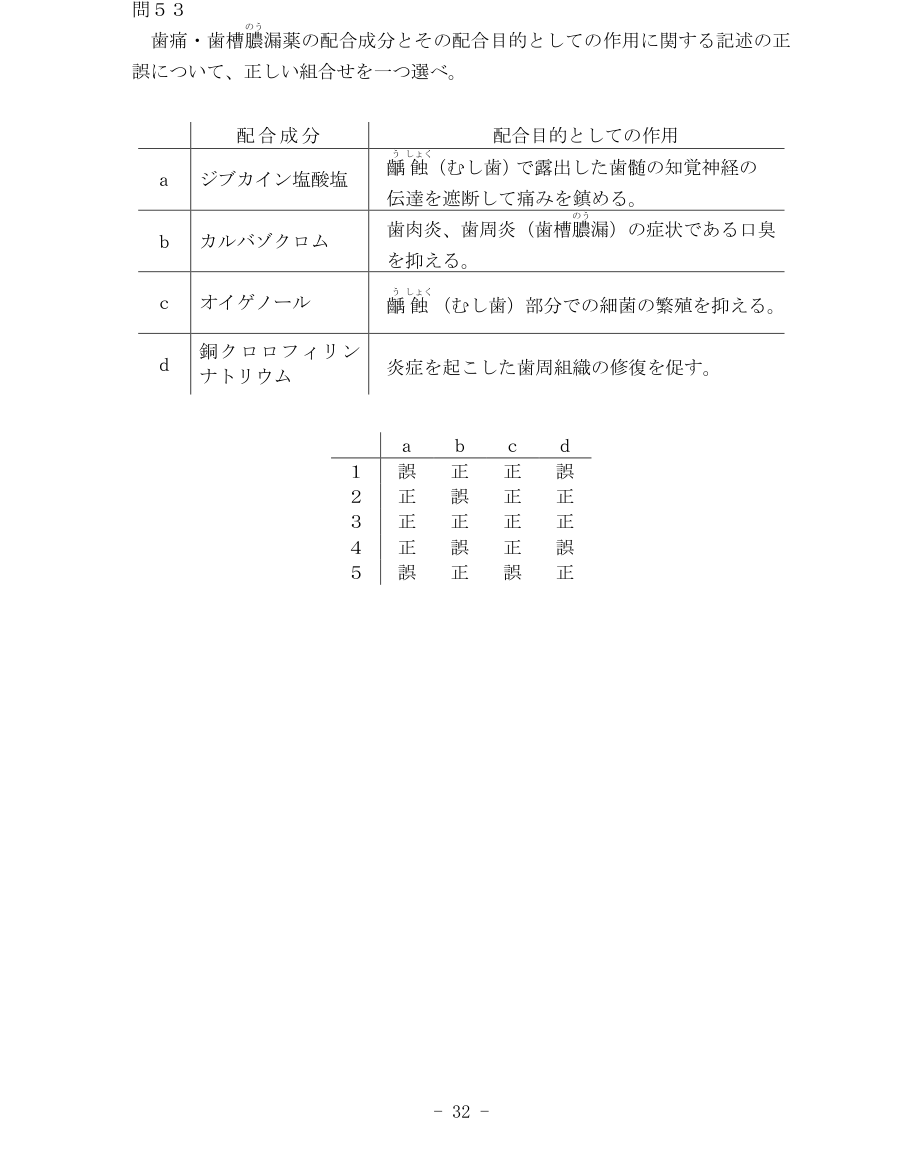 問５３
歯痛・歯槽膿漏薬の配合成分とその配合目的としての作用に関する記述の正
誤について、正しい組合せを一つ選べ。
配合成分 配合目的としての作用
a ジブカイン塩酸塩 齲蝕（むし歯）で露出した歯髄の知覚神経の
伝達を遮断して痛みを鎮める。
b カルバゾクロム 歯肉炎、歯周炎（歯槽膿漏）の症状である口臭
を抑える。
c オイゲノール 齲蝕（むし歯）部分での細菌の繁殖を抑える。
d 銅クロロフィリン
ナトリウム 炎症を起こした歯周組織の修復を促す。
a b c d
1 誤 正 正 誤
2 正 誤 正 正
3 正 正 正 正
4 正 誤 正 誤
5 誤 正 誤 正
- 32 -